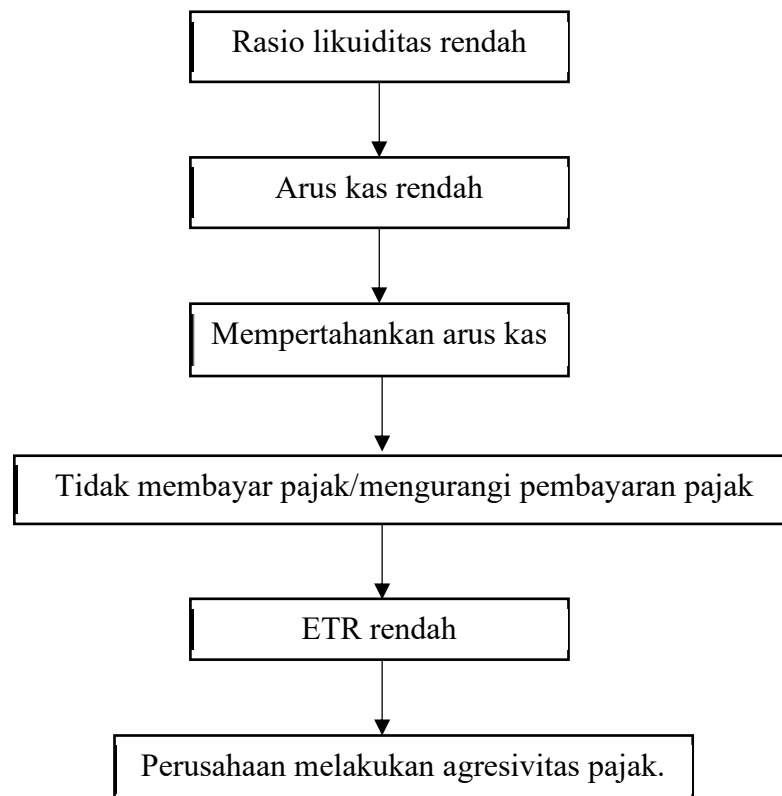 Rasio likuiditas rendah
Arus kas rendah
Mempertahankan arus kas
Tidak membayar pajak/mengurangi pembayaran pajak
ETR rendah
Perusahaan melakukan agresivitas pajak.